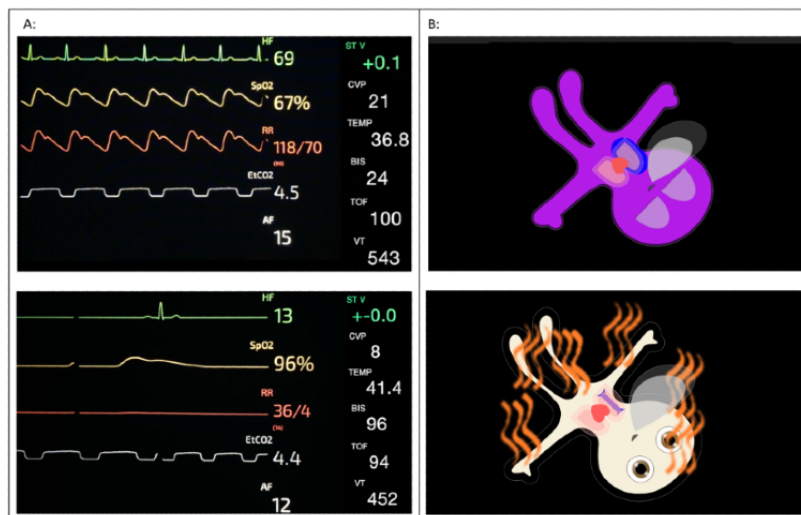 A:
B:
HF
69
ST V
+0.1
SpO2
67%
CVP
21
RR
118/70
TEMP
36.8
BIS
24
EtCO2
4.5
TOF
100
AF
15
VT
543
HF
13
ST V
+-0.0
SpO2
96%
CVP
8
RR
36/4
TEMP
41.4
BIS
96
EtCO2
4.4
TOF
94
AF
12
VT
452